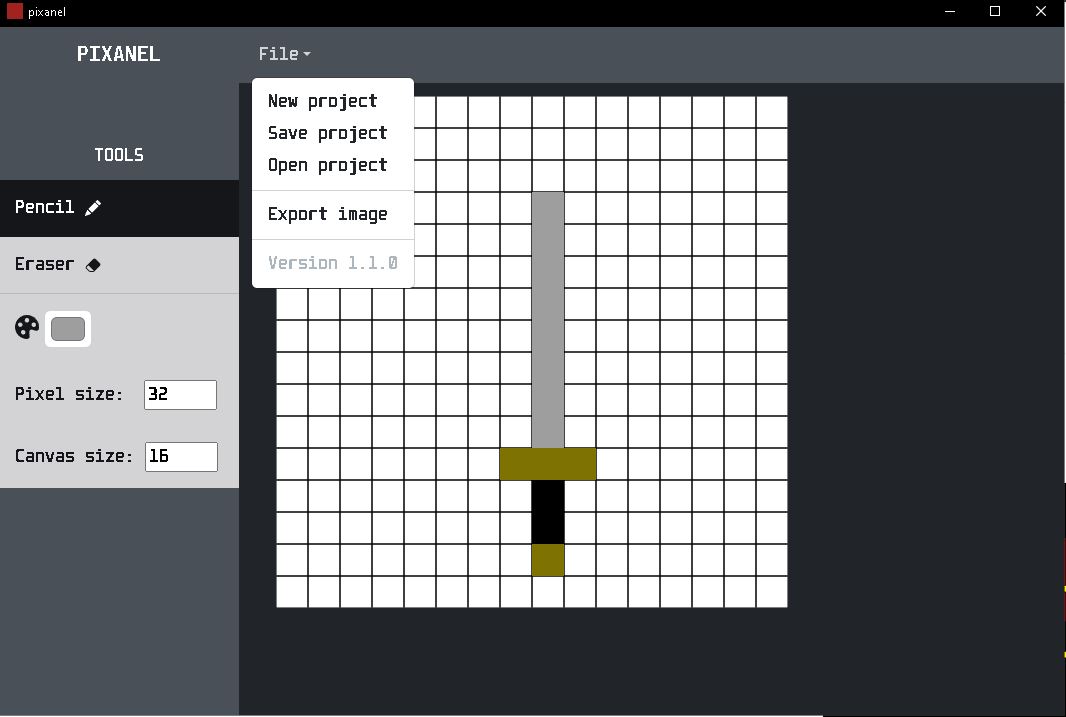 pixanel
PIXANEL
File
New project
Save project
Open project
Export image
Version 1.1.0
TOOLS
Pencil
Eraser
Pixel size: 32
Canvas size: 16